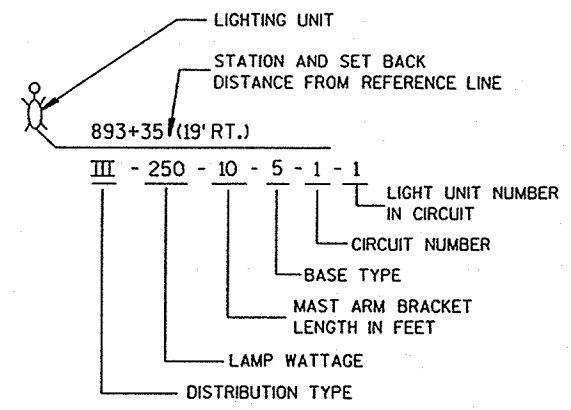 LIGHTING UNIT
STATION AND SET BACK
DISTANCE FROM REFERENCE LINE
893+35 (19' RT.)
III - 250 - 10 - 5 - 1 - 1
LIGHT UNIT NUMBER
IN CIRCUIT
CIRCUIT NUMBER
BASE TYPE
MAST ARM BRACKET
LENGTH IN FEET
LAMP WATTAGE
DISTRIBUTION TYPE